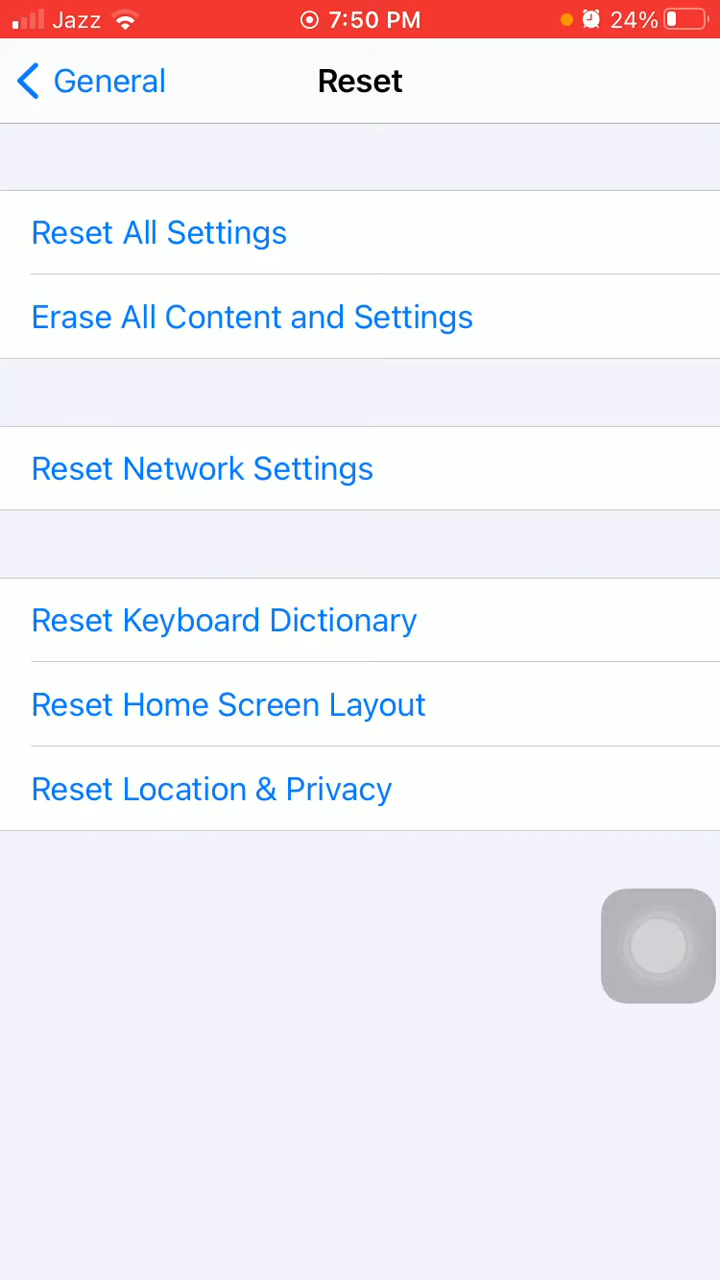 Jazz 7:50 PM 24%
General Reset
Reset All Settings
Erase All Content and Settings
Reset Network Settings
Reset Keyboard Dictionary
Reset Home Screen Layout
Reset Location & Privacy